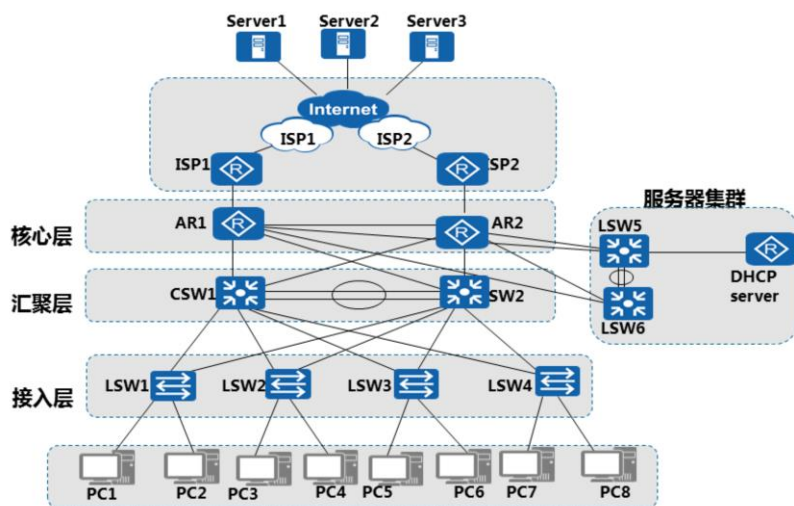 Server1 Server2 Server3
Internet
ISP1 ISP2
ISP1 R R SP2
服务器集群
核心层 AR1 R R AR2 LSW5
R DHCP server
汇聚层 CSW1 SW2 LSW6
接入层 LSW1 LSW2 LSW3 LSW4
PC1 PC2 PC3 PC4 PC5 PC6 PC7 PC8